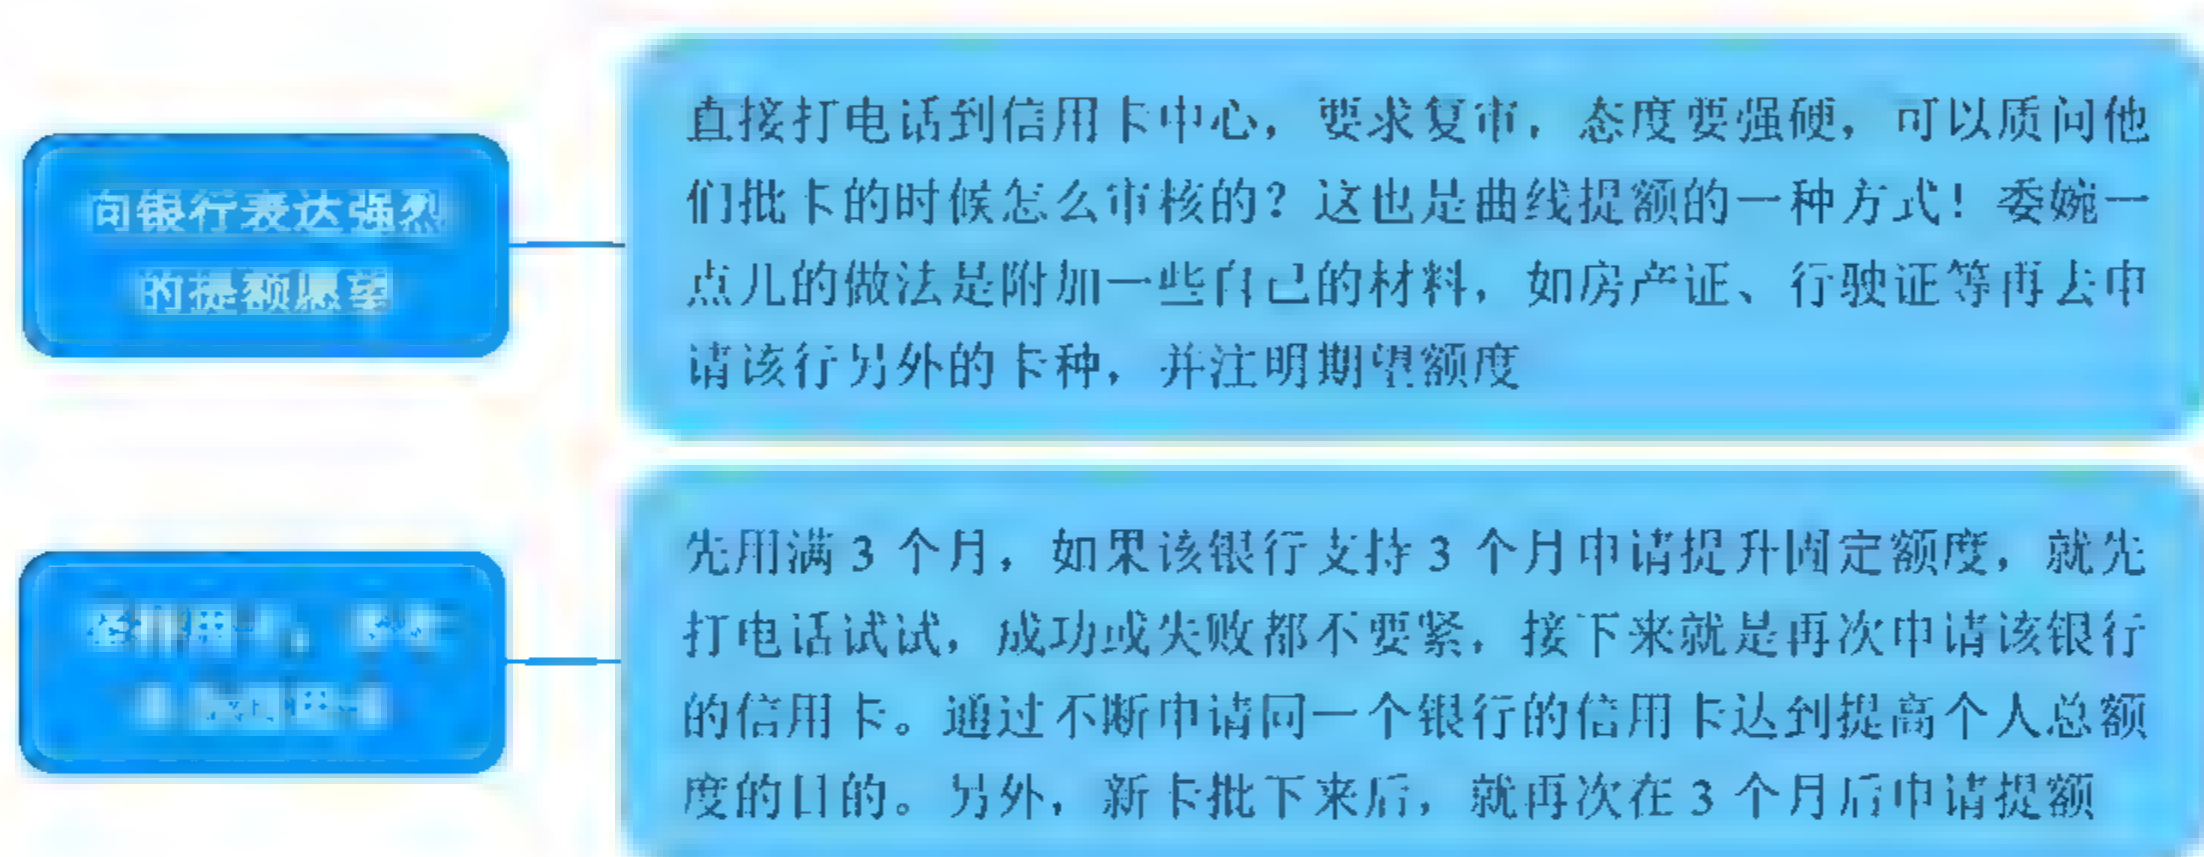 向银行表达强烈
的提额愿望
直接打电话到信用卡中心，要求复审，态度要强硬，可以质问他
们批卡的时候怎么审核的？这也是曲线提额的一种方式！委婉一
点儿的做法是附加一些自己的材料，如房产证、行驶证等再去申
请该行另外的卡种，并注明期望额度
先用满 3 个月，如果该银行支持 3 个月申请提升固定额度，就先
打电话试试，成功或失败都不要紧，接下来就是再次申请该银行
的信用卡。通过不断申请同一个银行的信用卡达到提高个人总额
度的目的。另外，新卡批下来后，就再次在 3 个月后申请提额